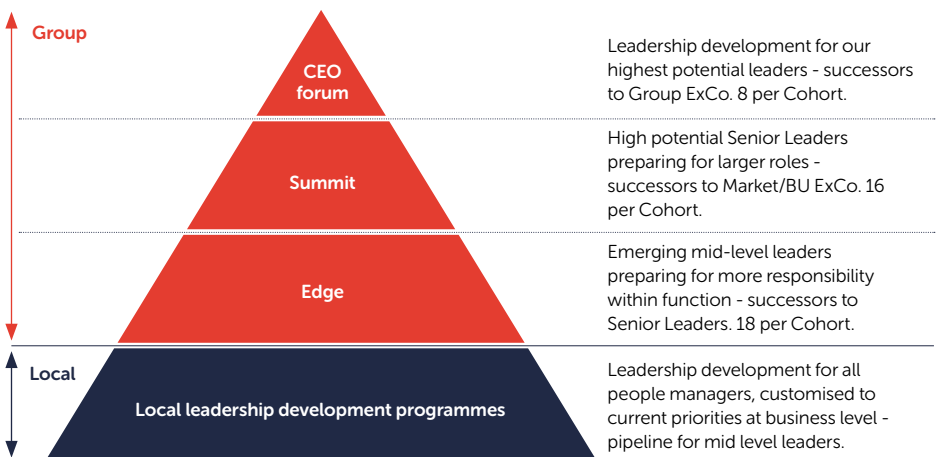 Group
CEO
forum
Leadership development for our
highest potential leaders - successors
to Group ExCo. 8 per Cohort.
Summit
High potential Senior Leaders
preparing for larger roles -
successors to Market/BU ExCo. 16
per Cohort.
Edge
Emerging mid-level leaders
preparing for more responsibility
within function - successors to
Senior Leaders. 18 per Cohort.
Local
Local leadership development programmes
Leadership development for all
people managers, customised to
current priorities at business level -
pipeline for mid level leaders.